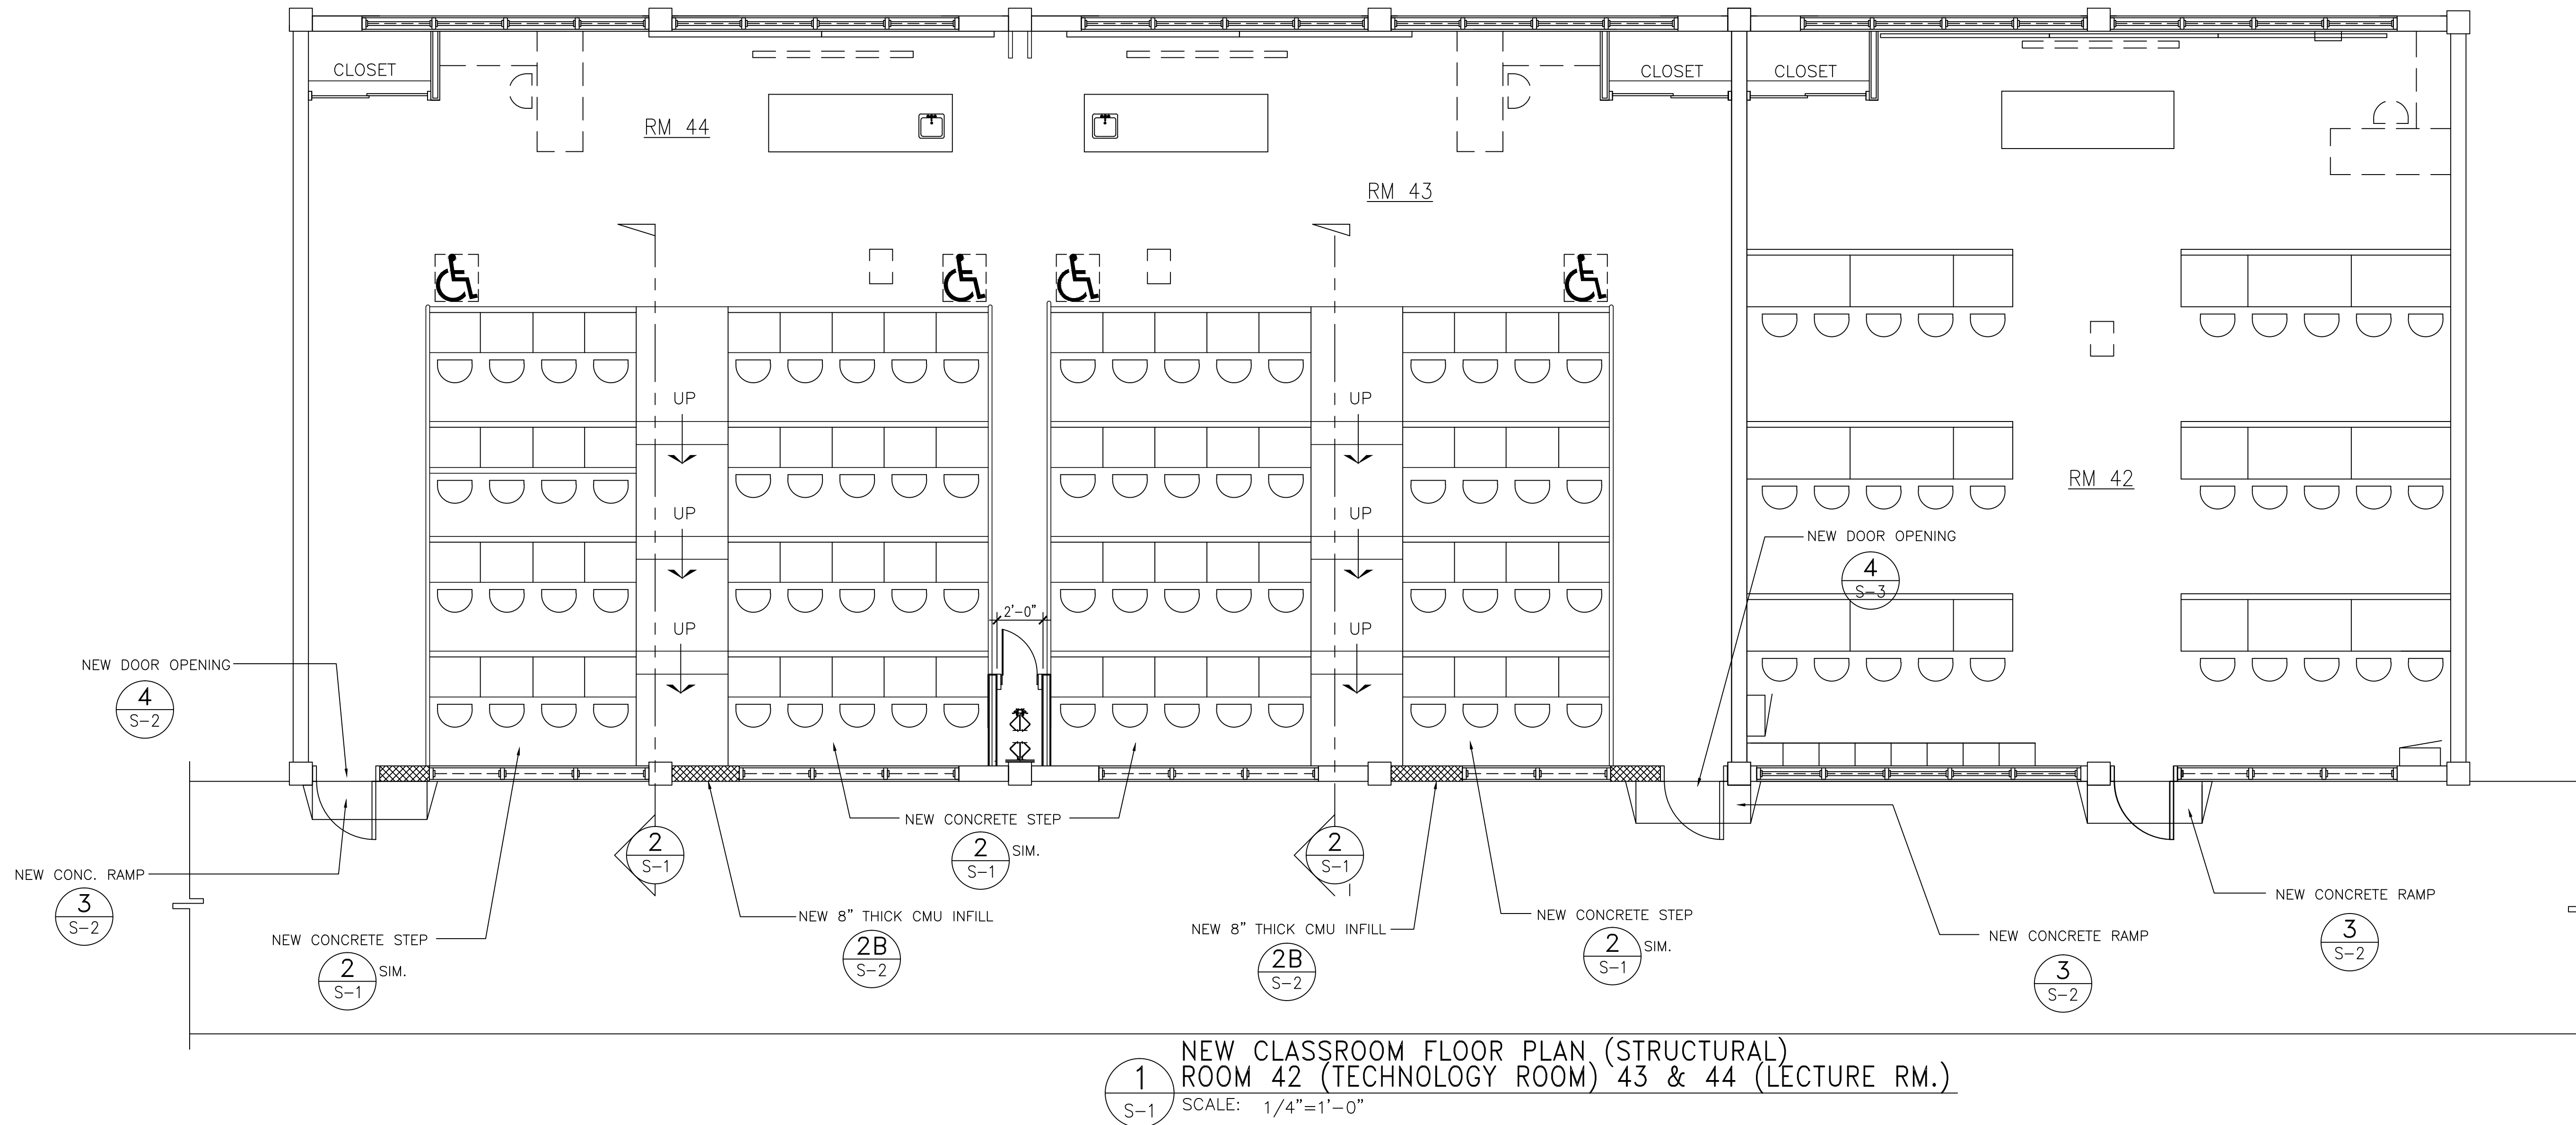 CLOSET
CLOSET
CLOSET
RM 44
RM 43
RM 42
UP
UP
UP
UP
UP
UP
2'-0"
NEW DOOR OPENING
4
S-3
NEW DOOR OPENING
4
S-2
NEW CONC. RAMP
3
S-2
NEW CONCRETE STEP
2
S-1
SIM.
2
S-1
NEW 8" THICK CMU INFILL
2B
S-2
NEW CONCRETE STEP
2
S-1
SIM.
2
S-1
NEW 8" THICK CMU INFILL
2B
S-2
NEW CONCRETE STEP
2
S-1
SIM.
NEW CONCRETE RAMP
3
S-2
NEW CONCRETE RAMP
3
S-2
1
S-1
NEW CLASSROOM FLOOR PLAN (STRUCTURAL)
ROOM 42 (TECHNOLOGY ROOM) 43 & 44 (LECTURE RM.)
SCALE: 1/4"=1'-0"